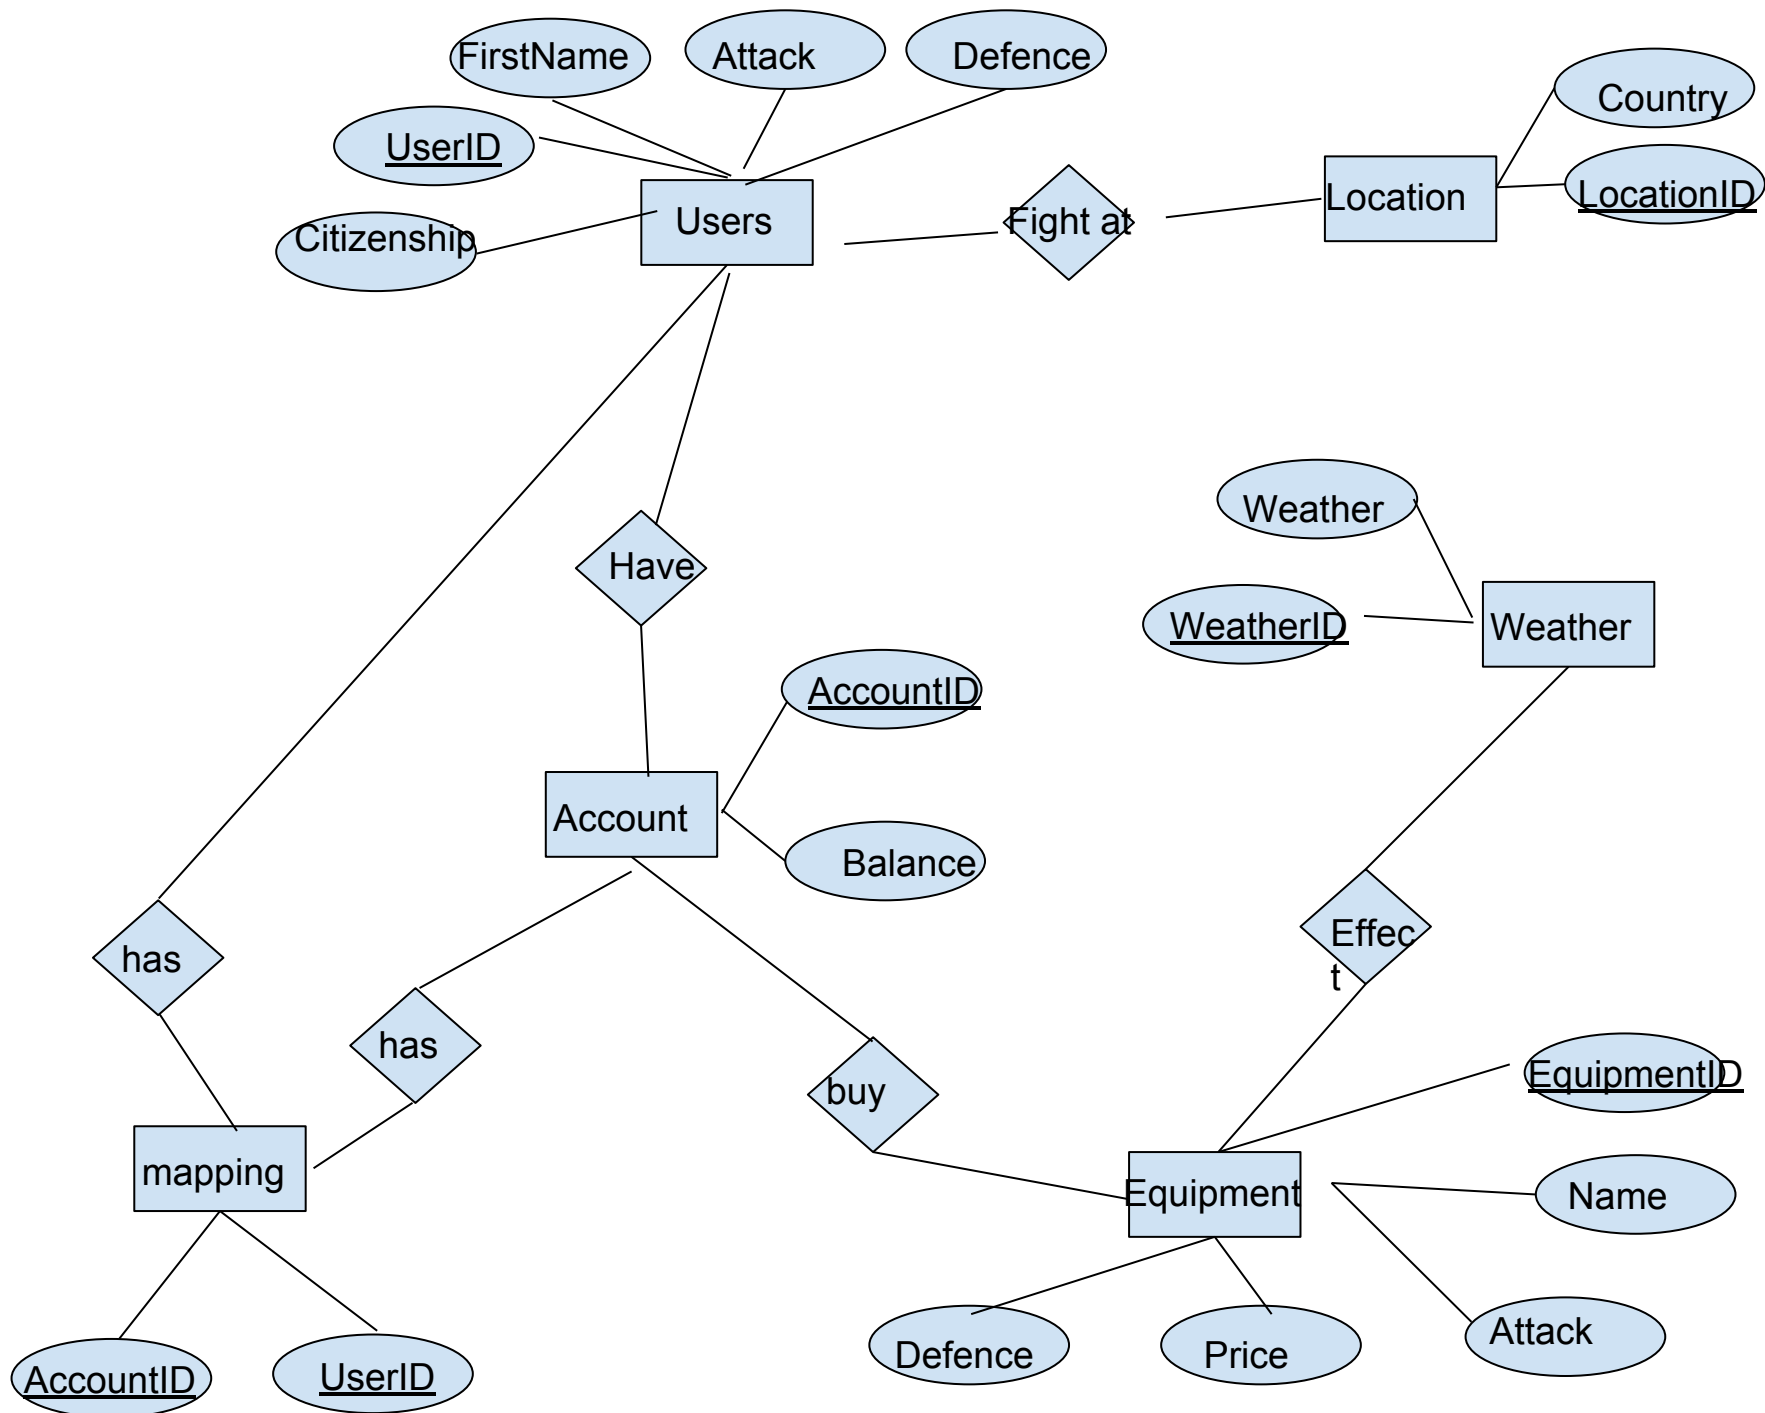 FirstName
Attack
Defence
Country
UserID
LocationID
Citizenship
Users
Fight at
Location
Weather
Have
WeatherID
Weather
AccountID
Account
Balance
has
Effec
t
has
buy
EquipmentID
mapping
Equipment
Name
Defence
Price
Attack
AccountID
UserID